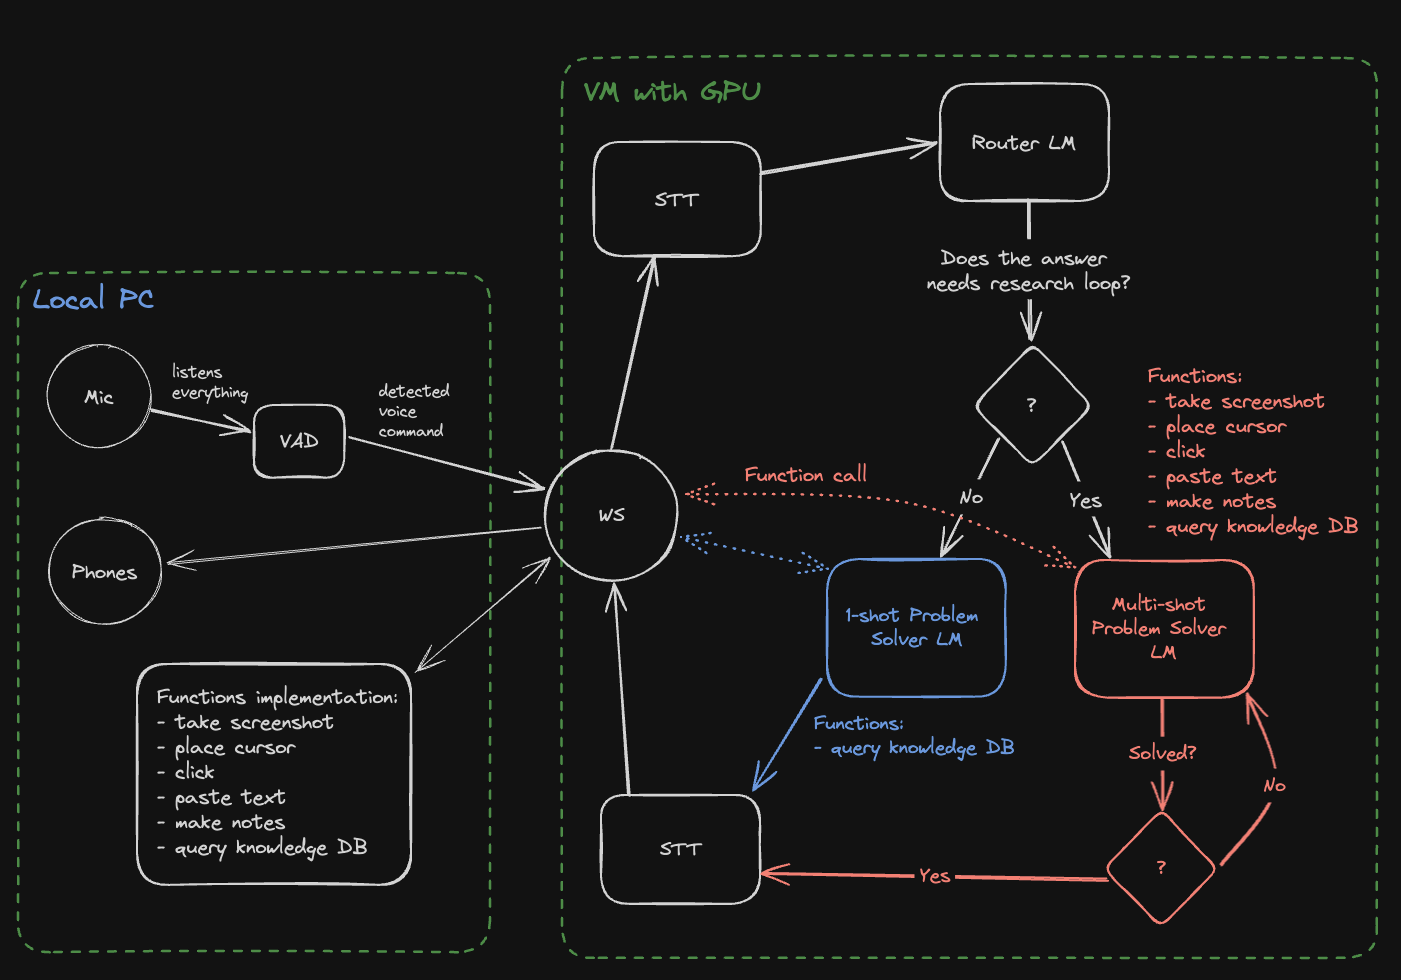 VM with GPU
Router LM
STT
Does the answer
needs research loop?
Local PC
Mic
listens
everything
VAD
detected
voice
command
?
Functions:
- take screenshot
- place cursor
- click
- paste text
- make notes
- query knowledge DB
Function call
No
Yes
WS
Phones
1-shot Problem
Solver LM
Multi-shot
Problem Solver
LM
Functions implementation:
- take screenshot
- place cursor
- click
- paste text
- make notes
- query knowledge DB
Functions:
- query knowledge DB
Solved?
No
STT
?
Yes